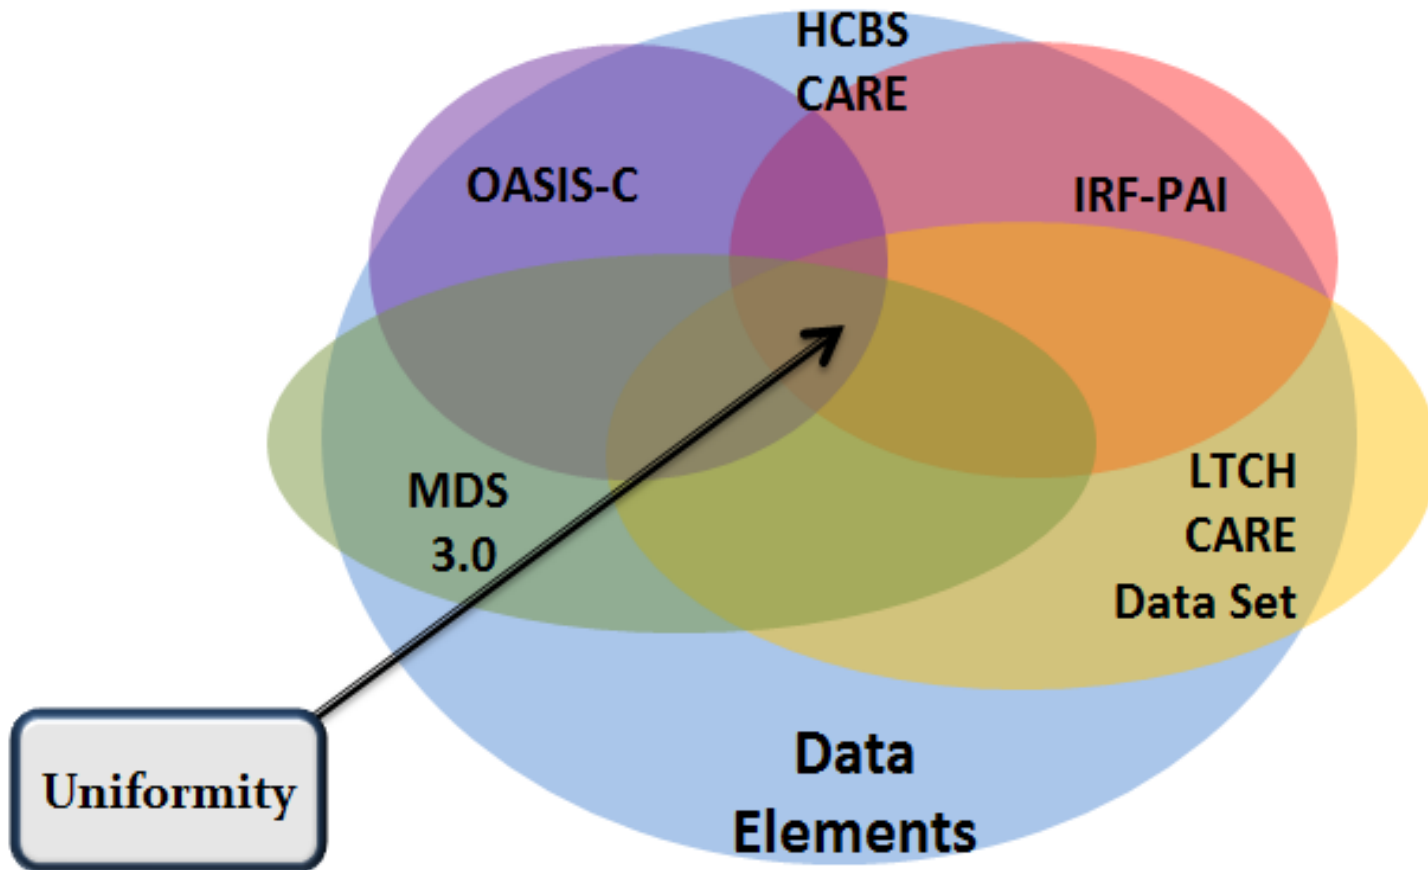 HCBS
CARE
OASIS-C
IRF-PAI
MDS
3.0
LTCH
CARE
Data Set
Data
Elements
Uniformity